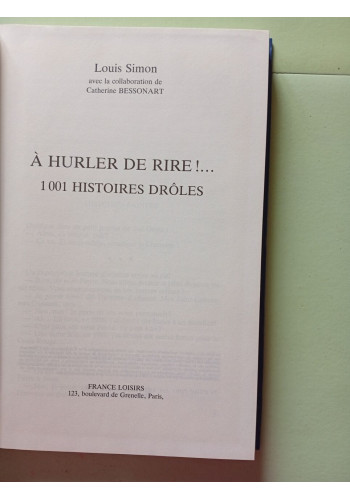 Louis Simon
avec la collaboration de
Catherine BESSONART
À HURLER DE RIRE !...
1 001 HISTOIRES DRÔLES
FRANCE LOISIRS
123, boulevard de Grenelle, Paris,